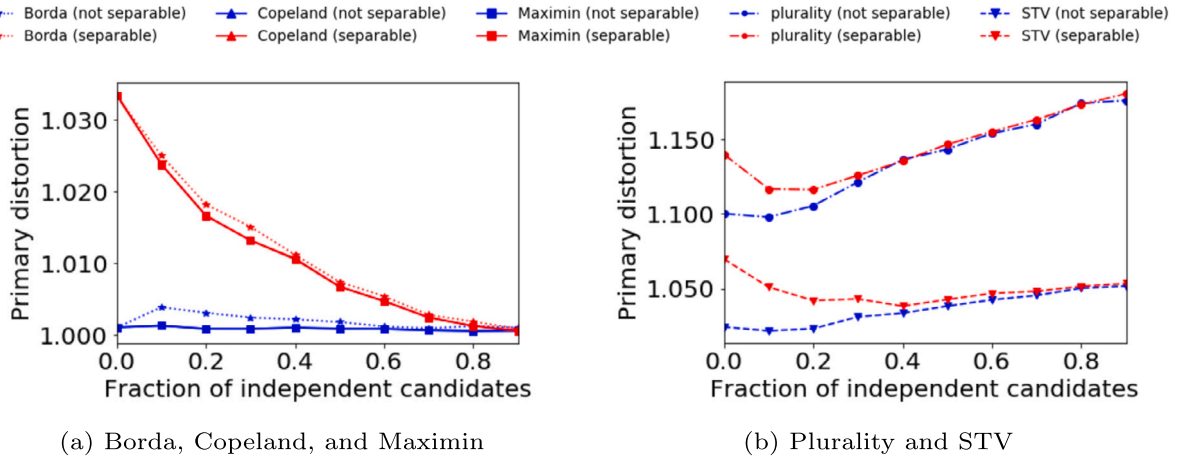 Borda (not separable) Copeland (not separable) Maximin (not separable) plurality (not separable) STV (not separable)
Borda (separable) Copeland (separable) Maximin (separable) plurality (separable) STV (separable)
Primary distortion
1.030
1.020
1.010
1.000
0.0 0.2 0.4 0.6 0.8
Fraction of independent candidates
(a) Borda, Copeland, and Maximin
Primary distortion
1.150
1.100
1.050
0.0 0.2 0.4 0.6 0.8
Fraction of independent candidates
(b) Plurality and STV